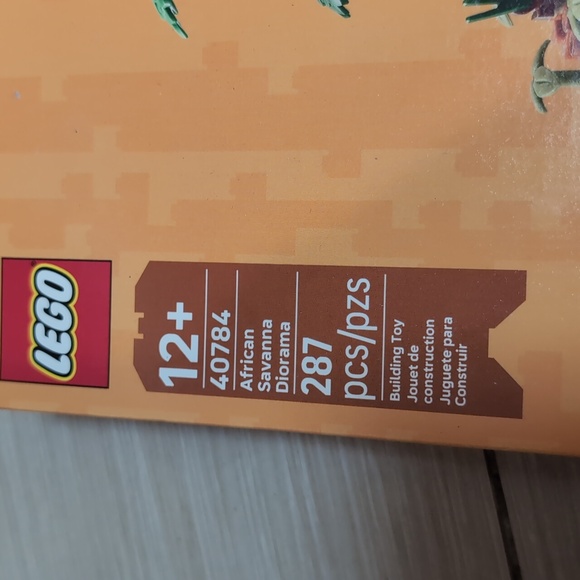 LEGO
12+
40784
African
Savanna
Diorama
287
pcs/pzs
Building Toy
Jouet de
construction
Juguete para
Construir